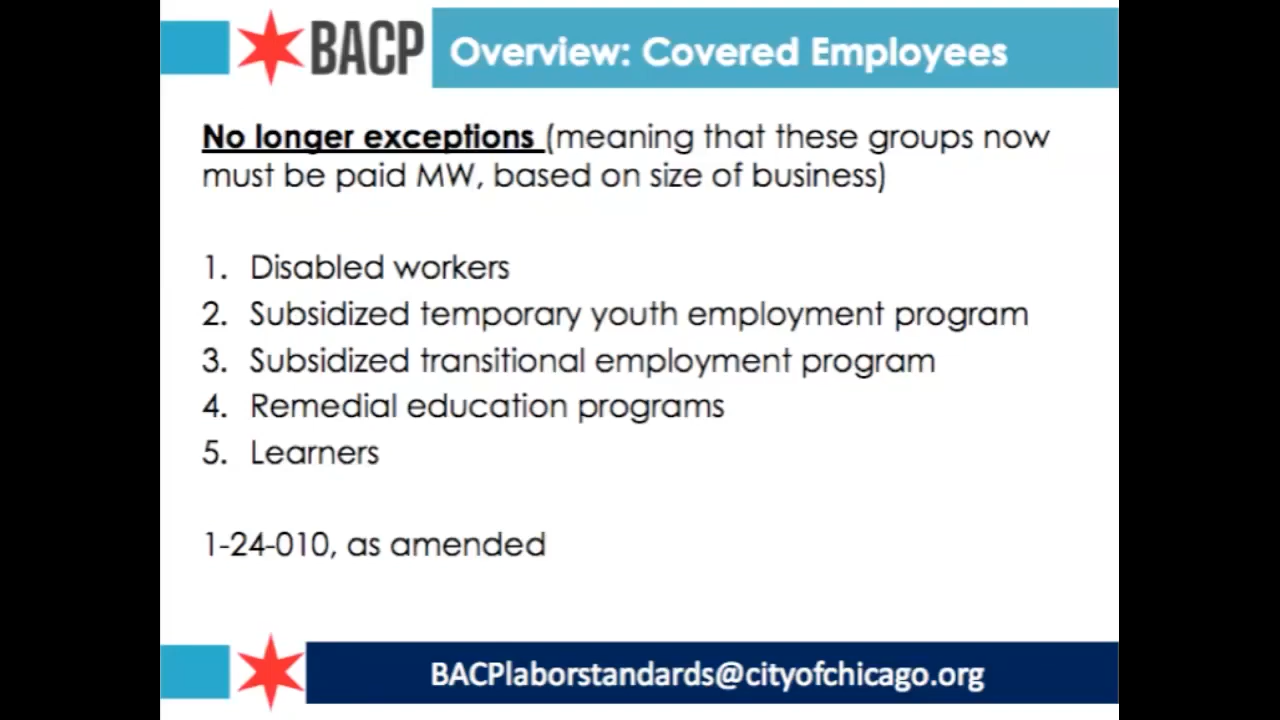 BACP
Overview: Covered Employees
No longer exceptions (meaning that these groups now
must be paid MW, based on size of business)
1. Disabled workers
2. Subsidized temporary youth employment program
3. Subsidized transitional employment program
4. Remedial education programs
5. Learners
1-24-010, as amended
BACPlaborstandards@cityofchicago.org